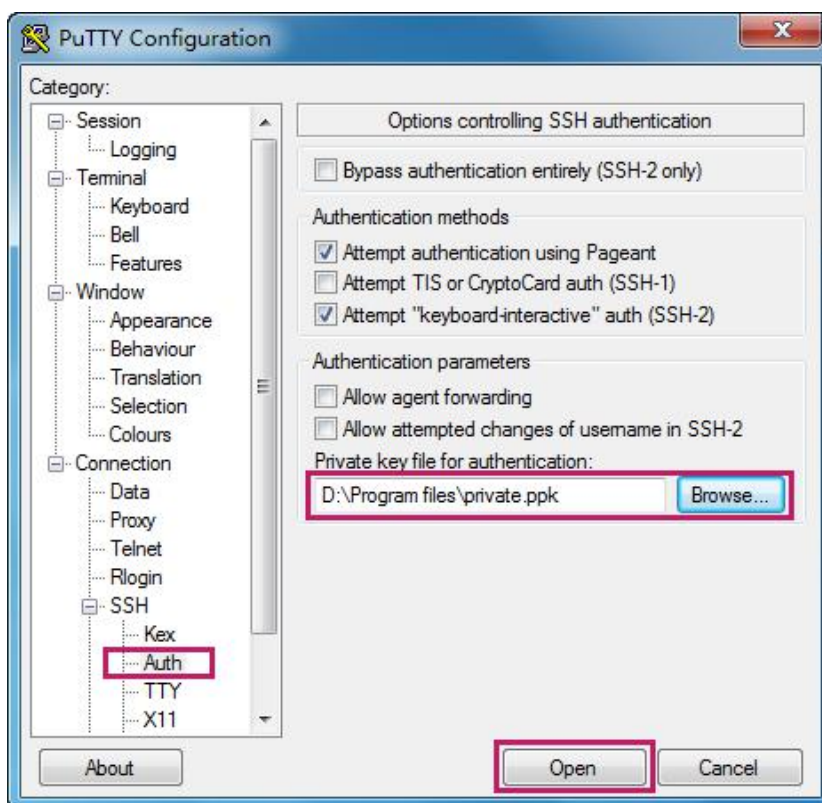 PuTTY Configuration
Category:
Session
Logging
Terminal
Keyboard
Bell
Features
Window
Appearance
Behaviour
Translation
Selection
Colours
Connection
Data
Proxy
Telnet
Rlogin
SSH
Kex
Auth
TTY
X11
Options controlling SSH authentication
Bypass authentication entirely (SSH-2 only)
Authentication methods
Attempt authentication using Pageant
Attempt TIS or CryptoCard auth (SSH-1)
Attempt "keyboard-interactive" auth (SSH-2)
Authentication parameters
Allow agent forwarding
Allow attempted changes of username in SSH-2
Private key file for authentication:
D:\Program files\private.ppk Browse...
About Open Cancel